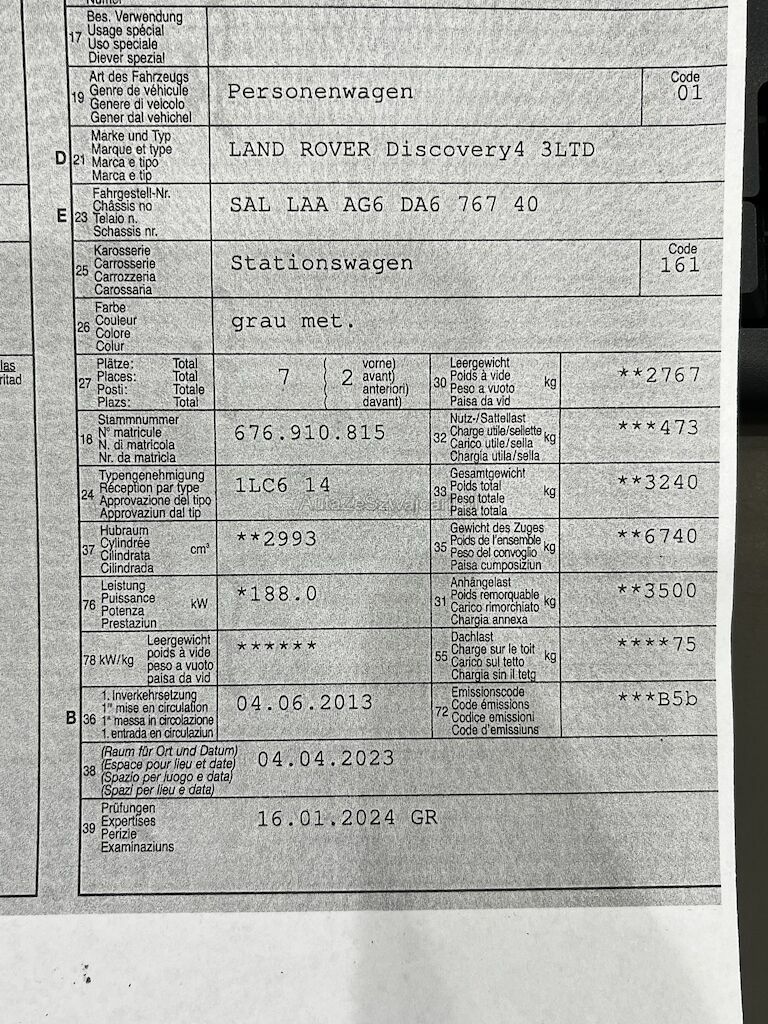 Numer
17
Bes. Verwendung
Usage spécial
Uso speciale
Diever spezial
19
Art des Fahrzeugs
Genre de véhicule
Genere di veicolo
Gener dal vehichel
Personenwagen
Code
01
D 21
Marke und Typ
Marque et type
Marca e tipo
Marca e tip
LAND ROVER Discovery4 3LTD
E 23
Fahrgestell-Nr.
Châssis no
Telaio n.
Schassis nr.
SAL LAA AG6 DA6 767 40
25
Karosserie
Carrosserie
Carrozzeria
Carossaria
Stationswagen
Code
161
26
Farbe
Couleur
Colore
Colur
grau met.
las
ritad
27
Plätze: Total
Places: Total
Posti: Totale
Plazs: Total
7
( 2 vorne)
( avant)
( anteriori)
( davant)
30
Leergewicht
Poids à vide
Peso a vuoto
Paisa da vid
kg
**2767
18
Stammnummer
N° matricule
N. di matricola
Nr. da matricla
676.910.815
32
Nutz-/Sattellast
Charge utile/sellette
Carico utile/sella
Chargia utila/sella
kg
***473
24
Typengenehmigung
Réception par type
Approvazione del tipo
Approvaziun dal tip
1LC6 14
33
Gesamtgewicht
Poids total
Peso totale
Paisa totala
kg
**3240
37
Hubraum
Cylindrée
Cilindrata
Cilindrada
cm³
**2993
35
Gewicht des Zuges
Poids de l'ensemble
Peso del convoglio
Paisa cumposiziun
kg
**6740
76
Leistung
Puissance
Potenza
Prestaziun
kW
*188.0
31
Anhängelast
Poids remorquable
Carico rimorchiato
Chargia annexa
kg
**3500
78 kW/kg
Leergewicht
poids à vide
peso a vuoto
paisa da vid
******
55
Dachlast
Charge sur le toit
Carico sul tetto
Chargia sin il tetg
kg
****75
B 36
1. Inverkehrsetzung
1re mise en circulation
1a messa in circolazione
1. entrada en circulaziun
04.06.2013
72
Emissionscode
Code émissions
Codice emissioni
Code d'emissiuns
***B5b
38
(Raum für Ort und Datum)
(Espace pour lieu et date)
(Spazio per luogo e data)
(Spazi per lieu e data)
04.04.2023
39
Prüfungen
Expertises
Perizie
Examinaziuns
16.01.2024 GR